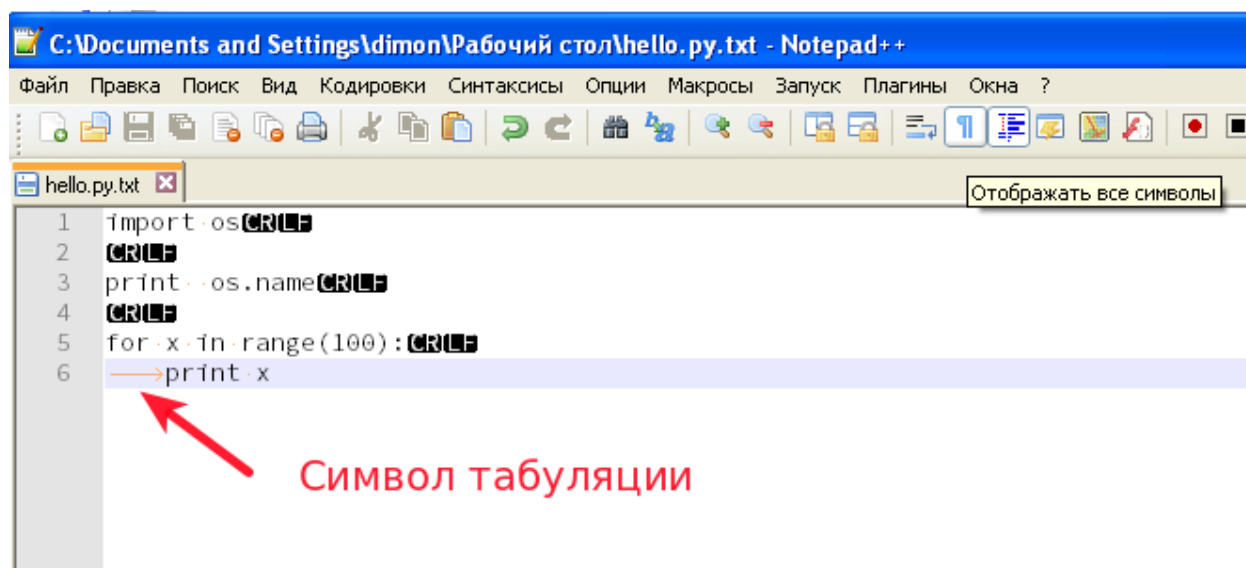 C:\Documents and Settings\dimon\Рабочий стол\hello.py.txt - Notepad++
Файл Правка Поиск Вид Кодировки Синтаксисы Опции Макросы Запуск Плагины Окна ?
hello.py.txt
Отображать все символы
1 import os CR LF
2 CR LF
3 print  os.name CR LF
4 CR LF
5 for x in range(100): CR LF
6 print x
Символ табуляции